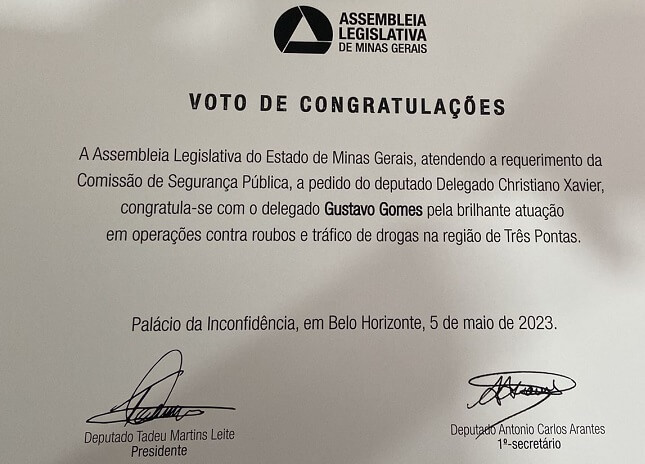 ASSEMBLEIA
LEGISLATIVA
DE MINAS GERAIS
VOTO DE CONGRATULAÇÕES
A Assembleia Legislativa do Estado de Minas Gerais, atendendo a requerimento da
Comissão de Segurança Pública, a pedido do deputado Delegado Christiano Xavier,
congratula-se com o delegado Gustavo Gomes pela brilhante atuação
em operações contra roubos e tráfico de drogas na região de Três Pontas.
Palácio da Inconfidência, em Belo Horizonte, 5 de maio de 2023.
Deputado Tadeu Martins Leite
Presidente
Deputado Antonio Carlos Arantes
1º-secretário